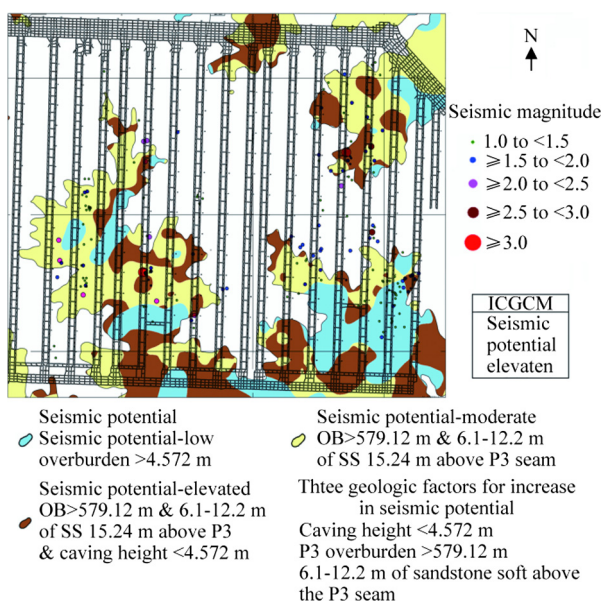 N
Seismic magnitude
1.0 to <1.5
⩾1.5 to <2.0
⩾2.0 to <2.5
⩾2.5 to <3.0
⩾3.0
ICGCM
Seismic
potential
elevaten
Seismic potential
Seismic potential-low
overburden >4.572 m
Seismic potential-elevated
OB>579.12 m & 6.1-12.2 m
of SS 15.24 m above P3
& caving height <4.572 m
Seismic potential-moderate
OB>579.12 m & 6.1-12.2 m
of SS 15.24 m above P3 seam
Three geologic factors for increase
in seismic potential
Caving height <4.572 m
P3 overburden >579.12 m
6.1-12.2 m of sandstone soft above
the P3 seam